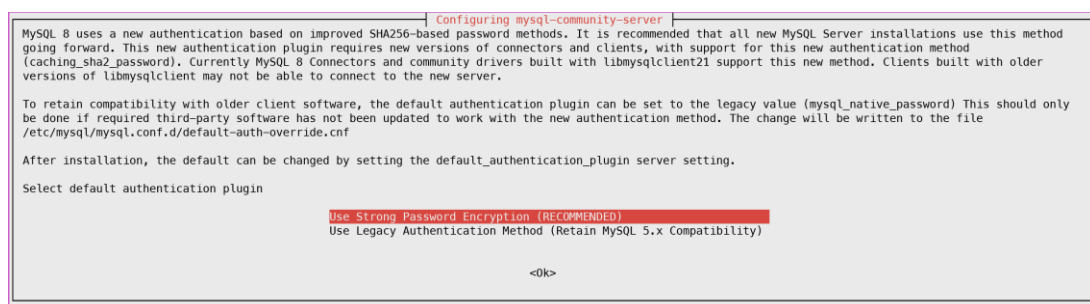 Configuring mysql-community-server
MySQL 8 uses a new authentication based on improved SHA256-based password methods. It is recommended that all new MySQL Server installations use this method
going forward. This new authentication plugin requires new versions of connectors and clients, with support for this new authentication method
(caching_sha2_password). Currently MySQL 8 Connectors and community drivers built with libmysqlclient21 support this new method. Clients built with older
versions of libmysqlclient may not be able to connect to the new server.
To retain compatibility with older client software, the default authentication plugin can be set to the legacy value (mysql_native_password) This should only
be done if required third-party software has not been updated to work with the new authentication method. The change will be written to the file
/etc/mysql/mysql.conf.d/default-auth-override.cnf
After installation, the default can be changed by setting the default_authentication_plugin server setting.
Select default authentication plugin
Use Strong Password Encryption (RECOMMENDED)
Use Legacy Authentication Method (Retain MySQL 5.x Compatibility)
<Ok>